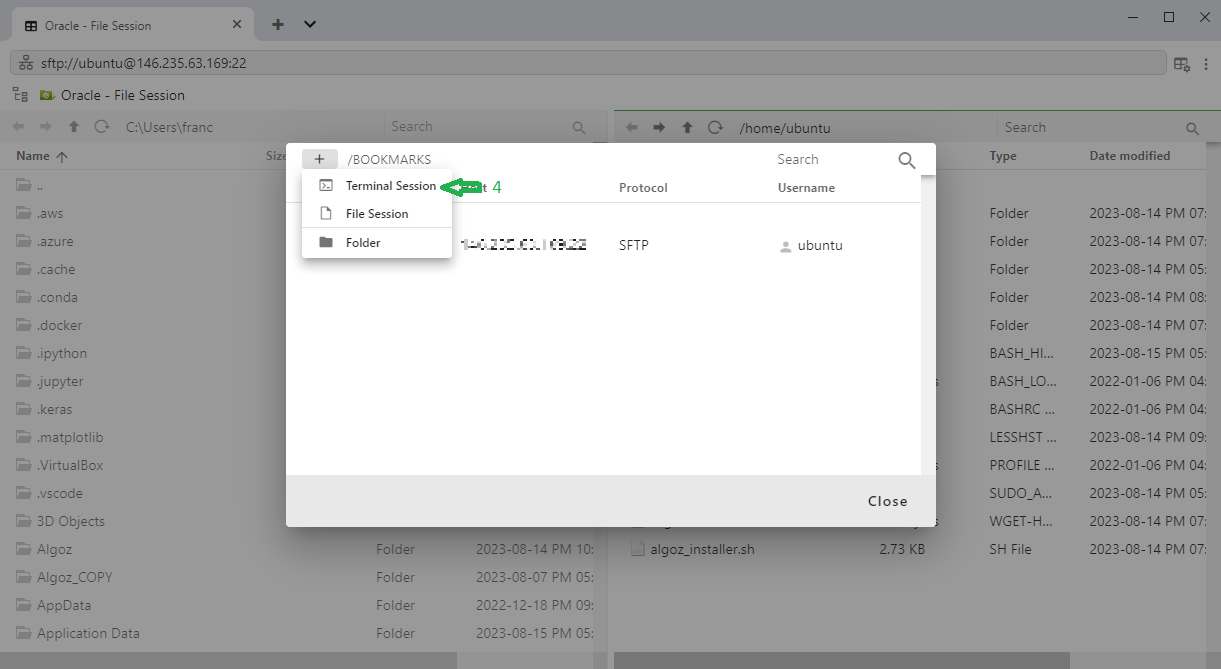 Oracle - File Session
sftp://ubuntu@146.235.63.169:22
Oracle - File Session
C:\Users\franc
Search
/home/ubuntu
Search
Name
Type
Date modified
/BOOKMARKS
Search
Protocol
Username
Terminal Session
4
File Session
Folder
SFTP
ubuntu
Close
..
.aws
Folder
2023-08-14 PM 07:
.azure
Folder
2023-08-14 PM 07:
.cache
Folder
2023-08-14 PM 07:
.conda
Folder
2023-08-14 PM 08:
.docker
Folder
2023-08-14 PM 07:
.ipython
BASH_HI...
2023-08-15 PM 05:
.jupyter
BASH_LO...
2022-01-06 PM 04:
.keras
BASHRC ...
2022-01-06 PM 04:
.matplotlib
LESSHST ...
2023-08-14 PM 09:
.VirtualBox
PROFILE ...
2022-01-06 PM 04:
.vscode
SUDO_A...
2023-08-14 PM 05:
3D Objects
WGET-H...
2023-08-14 PM 07:
Algoz
Folder
2023-08-14 PM 10:
algoz_installer.sh
2.73 KB
SH File
2023-08-14 PM 07:
Algoz_COPY
Folder
2023-08-07 PM 05:
AppData
Folder
2022-12-18 PM 09:
Application Data
Folder
2023-08-15 PM 05: